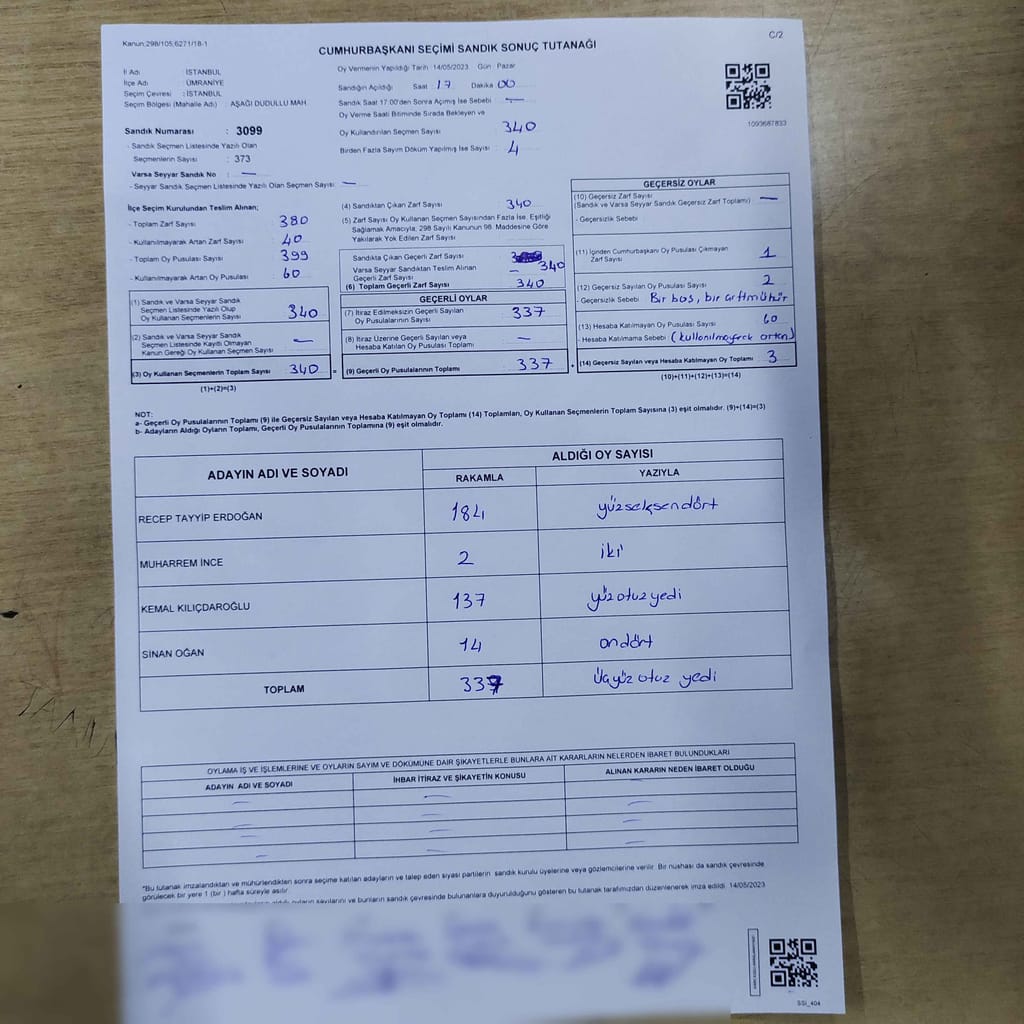 Kanun:298/105;6271/18-1
C/2
CUMHURBAŞKANI SEÇİMİ SANDIK SONUÇ TUTANAĞI
İl Adı : İSTANBUL
İlçe Adı : ÜMRANİYE
Seçim Çevresi : İSTANBUL
Seçim Bölgesi (Mahalle Adı) : AŞAĞI DUDULLU MAH.
Oy Vermenin Yapıldığı Tarih :14/05/2023 Gün : Pazar
Sandığın Açıldığı Saat : 17 Dakika : 00
Sandık Saat 17:00'den Sonra Açımış İse Sebebi : —
Oy Verme Saati Bitiminde Sırada Bekleyen ve
Oy Kullandırılan Seçmen Sayısı : 340
Birden Fazla Sayım Döküm Yapılmış İse Sayısı : 4
1093687833
Sandık Numarası : 3099
- Sandık Seçmen Listesinde Yazılı Olan
Seçmenlerin Sayısı : 373
Varsa Seyyar Sandık No : —
- Seyyar Sandık Seçmen Listesinde Yazılı Olan Seçmen Sayısı : —
İlçe Seçim Kurulundan Teslim Alınan;
- Toplam Zarf Sayısı 380
- Kullanılmayarak Artan Zarf Sayısı 40
- Toplam Oy Pusulası Sayısı 399
- Kullanılmayarak Artan Oy Pusulası 60
(1) Sandık ve Varsa Seyyar Sandık
Seçmen Listesinde Yazılı Olup
Oy Kullanan Seçmenlerin Sayısı 340
(2) Sandık ve Varsa Seyyar Sandık
Seçmen Listesinde Kayıtlı Olmayan
Kanun Gereği Oy Kullanan Seçmen Sayısı —
(3) Oy Kullanan Seçmenlerin Toplam Sayısı 340 =
(1)+(2)=(3)
(4) Sandıktan Çıkan Zarf Sayısı 340
(5) Zarf Sayısı Oy Kullanan Seçmen Sayısından Fazla İse, Eşitliği
Sağlamak Amacıyla, 298 Sayılı Kanunun 98. Maddesine Göre
Yakılarak Yok Edilen Zarf Sayısı
Sandıkta Çıkan Geçerli Zarf Sayısı 340
Varsa Seyyar Sandıktan Teslim Alınan
Geçerli Zarf Sayısı —
(6) Toplam Geçerli Zarf Sayısı 340
GEÇERLİ OYLAR
(7) İtiraz Edilmeksizin Geçerli Sayılan
Oy Pusulalarının Sayısı 337
(8) İtiraz Üzerine Geçerli Sayılan veya
Hesaba Katılan Oy Pusulası Toplamı —
(9) Geçerli Oy Pusulalarının Toplamı 337 +
GEÇERSİZ OYLAR
(10) Geçersiz Zarf Sayısı
(Sandık ve Varsa Seyyar Sandık Geçersiz Zarf Toplamı) —
- Geçersizlik Sebebi
(11) İçinden Cumhurbaşkanı Oy Pusulası Çıkmayan
Zarf Sayısı 1
(12) Geçersiz Sayılan Oy Pusulası Sayısı 2
- Geçersizlik Sebebi Bir boş, bir çiftmühür
(13) Hesaba Katılmayan Oy Pusulası Sayısı 60
- Hesaba Katılmama Sebebi (kullanılmayarak artan)
(14) Geçersiz Sayılan veya Hesaba Katılmayan Oy Toplamı 3
(10)+(11)+(12)+(13)=(14)
NOT:
a- Geçerli Oy Pusulalarının Toplamı (9) ile Geçersiz Sayılan veya Hesaba Katılmayan Oy Toplamı (14) Toplamları, Oy Kullanan Seçmenlerin Toplam Sayısına (3) eşit olmalıdır. (9)+(14)=(3)
b- Adayların Aldığı Oyların Toplamı, Geçerli Oy Pusulalarının Toplamına (9) eşit olmalıdır.
ADAYIN ADI VE SOYADI ALDIĞI OY SAYISI
RAKAMLA YAZIYLA
RECEP TAYYİP ERDOĞAN 184 yüzseksendört
MUHARREM İNCE 2 iki
KEMAL KILIÇDAROĞLU 137 yüzotuzyedi
SİNAN OĞAN 14 ondört
TOPLAM 337 Üçyüz otuz yedi
OYLAMA İŞ VE İŞLEMLERİNE VE OYLARIN SAYIM VE DÖKÜMÜNE DAİR ŞİKAYETLERLE BUNLARA AİT KARARLARIN NELERDEN İBARET BULUNDUKLARI
ADAYIN ADI VE SOYADI İHBAR İTİRAZ VE ŞİKAYETİN KONUSU ALINAN KARARIN NEDEN İBARET OLDUĞU
— — —
— — —
— — —
— — —
"Bu tutanak imzalandıktan ve mühürlendikten sonra seçime katılan adayların ve talep eden siyasi partilerin sandık kurulu üyelerine veya gözlemcilerine verilir. Bir nüshası da sandık çevresinde
görülecek bir yere 1 (bir ) hafta süreyle asılır.
aldık oyların sayılarını ve bunların sandık çevresinde bulunanlara duyurulduğunu gösteren bu tutanak tarafımızdan düzenlenerek imza edildi. 14/05/2023
SSİ_404